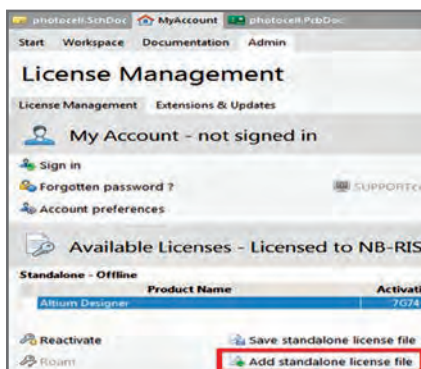 photocell.SchDoc MyAccount photocell.PcbDoc
Start Workspace Documentation Admin
License Management
License Management Extensions & Updates
My Account - not signed in
Sign in
Forgotten password ? SUPPORTce
Account preferences
Available Licenses - Licensed to NB-RIS
Standalone - Offline
Product Name Activati
Altium Designer 7G74
Reactivate Save standalone license file
Roam Add standalone license file